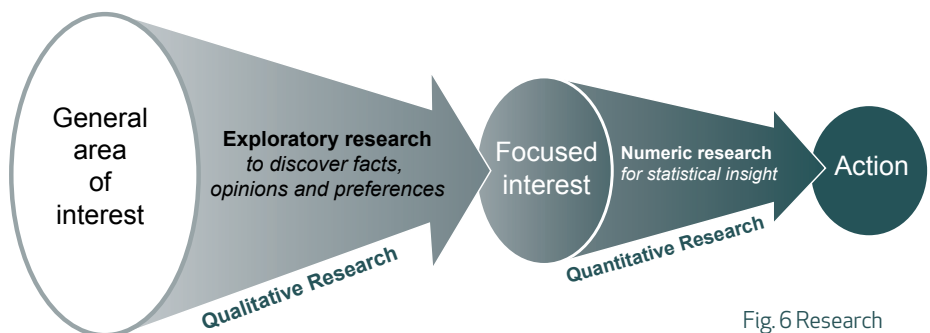 General
area
of
interest
Exploratory research
to discover facts,
opinions and preferences
Qualitative Research
Focused
interest
Numeric research
for statistical insight
Quantitative Research
Action
Fig. 6 Research